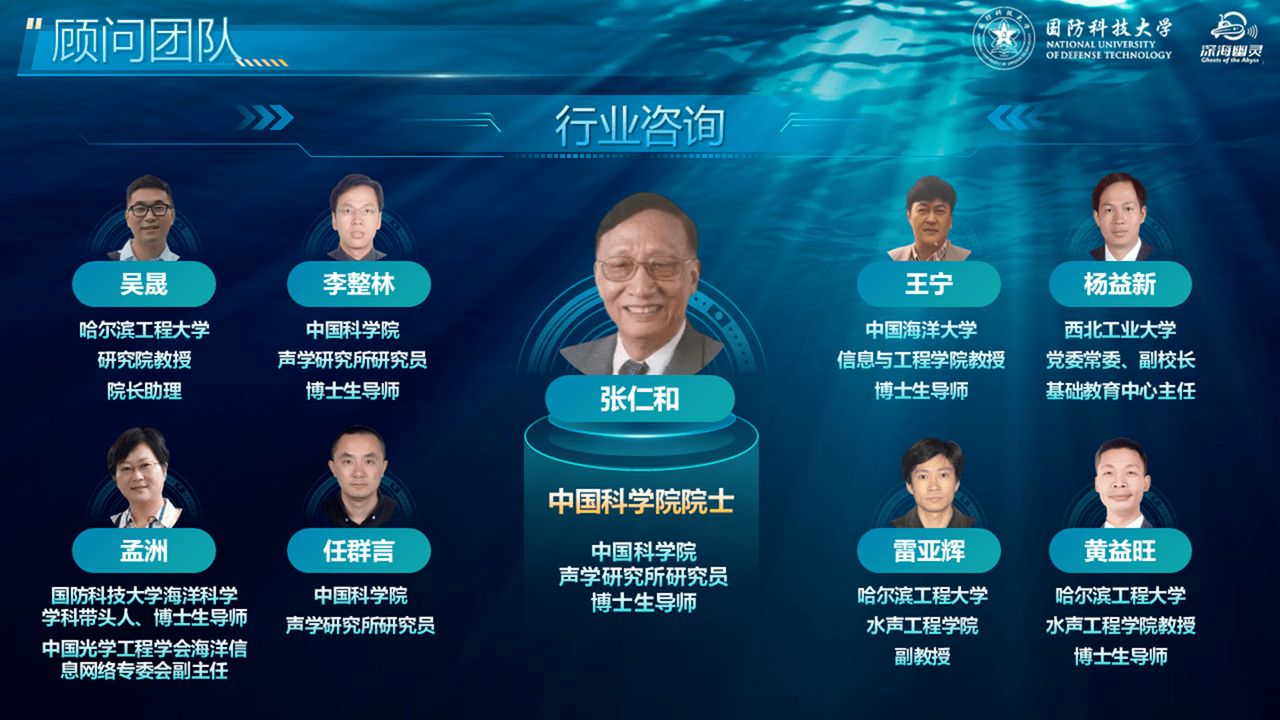 顾问团队
国防科技大学
NATIONAL UNIVERSITY
OF DEFENSE TECHNOLOGY
深海幽灵
Ghosts of the Abyss
行业咨询
吴晟
哈尔滨工程大学
研究院教授
院长助理
李整林
中国科学院
声学研究所研究员
博士生导师
张仁和
中国科学院院士
中国科学院
声学研究所研究员
博士生导师
王宁
中国海洋大学
信息与工程学院教授
博士生导师
杨益新
西北工业大学
党委常委、副校长
基础教育中心主任
孟洲
国防科技大学海洋科学
学科带头人、博士生导师
中国光学工程学会海洋信
息网络专委会副主任
任群言
中国科学院
声学研究所研究员
雷亚辉
哈尔滨工程大学
水声工程学院
副教授
黄益旺
哈尔滨工程大学
水声工程学院教授
博士生导师